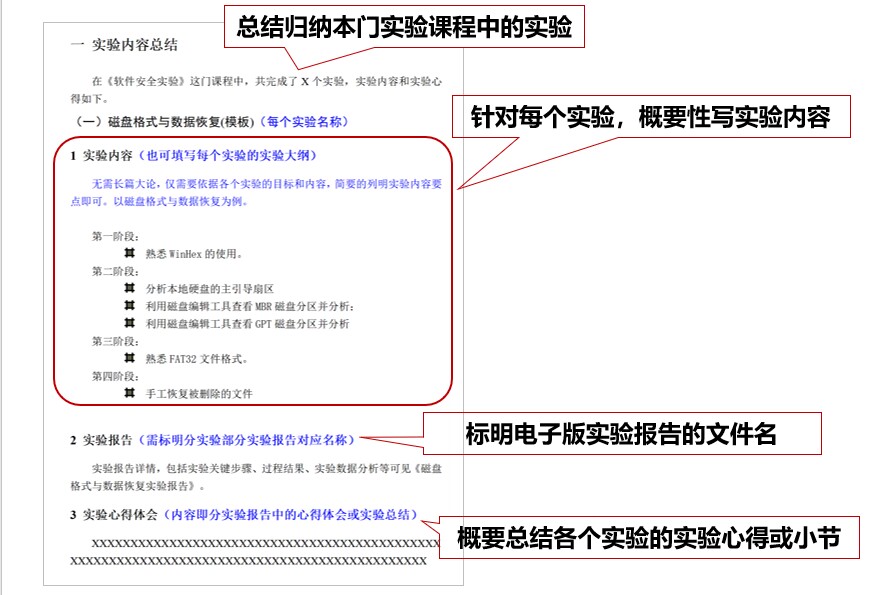 总结归纳本门实验课程中的实验
一 实验内容总结
在《软件安全实验》这门课程中，共完成了 X 个实验，实验内容和实验心
得如下。
（一）磁盘格式与数据恢复(模板)（每个实验名称）
针对每个实验，概要性写实验内容
1 实验内容（也可填写每个实验的实验大纲）
无需长篇大论，仅需要依据各个实验的目标和内容，简要的列明实验内容要
点即可。以磁盘格式与数据恢复为例。
第一阶段：
熟悉 WinHex 的使用。
第二阶段：
分析本地硬盘的主引导扇区
利用磁盘编辑工具查看 MBR 磁盘分区并分析；
利用磁盘编辑工具查看 GPT 磁盘分区并分析
第三阶段：
熟悉 FAT32 文件格式。
第四阶段：
手工恢复被删除的文件
2 实验报告（需标明分实验部分实验报告对应名称）
标明电子版实验报告的文件名
实验报告详情，包括实验关键步骤、过程结果、实验数据分析等可见《磁盘
格式与数据恢复实验报告》。
3 实验心得体会（内容即分实验报告中的心得体会或实验总结）
概要总结各个实验的实验心得或小节
XXXXXXXXXXXXXXXXXXXXXXXXXXXXXXXXXXXXXXXXXXXXX
XXXXXXXXXXXXXXXXXXXXXXXXXXXXXXXXXXXXXXXXXXXXXX